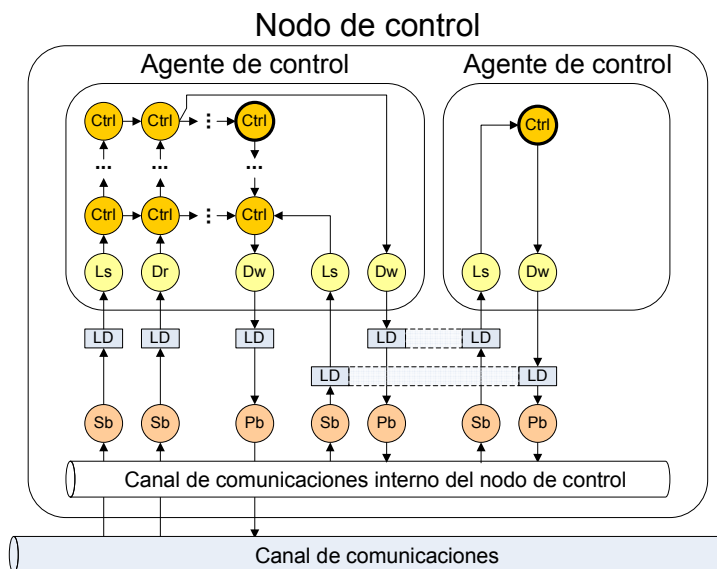 Nodo de control
Agente de control Agente de control
Ctrl Ctrl ... Ctrl Ctrl
... ... ...
Ctrl Ctrl ... Ctrl
Ls Dr Dw Ls Dw Ls Dw
LD LD LD LD LD
LD LD
Sb Sb Pb Sb Pb Sb Pb
Canal de comunicaciones interno del nodo de control
Canal de comunicaciones